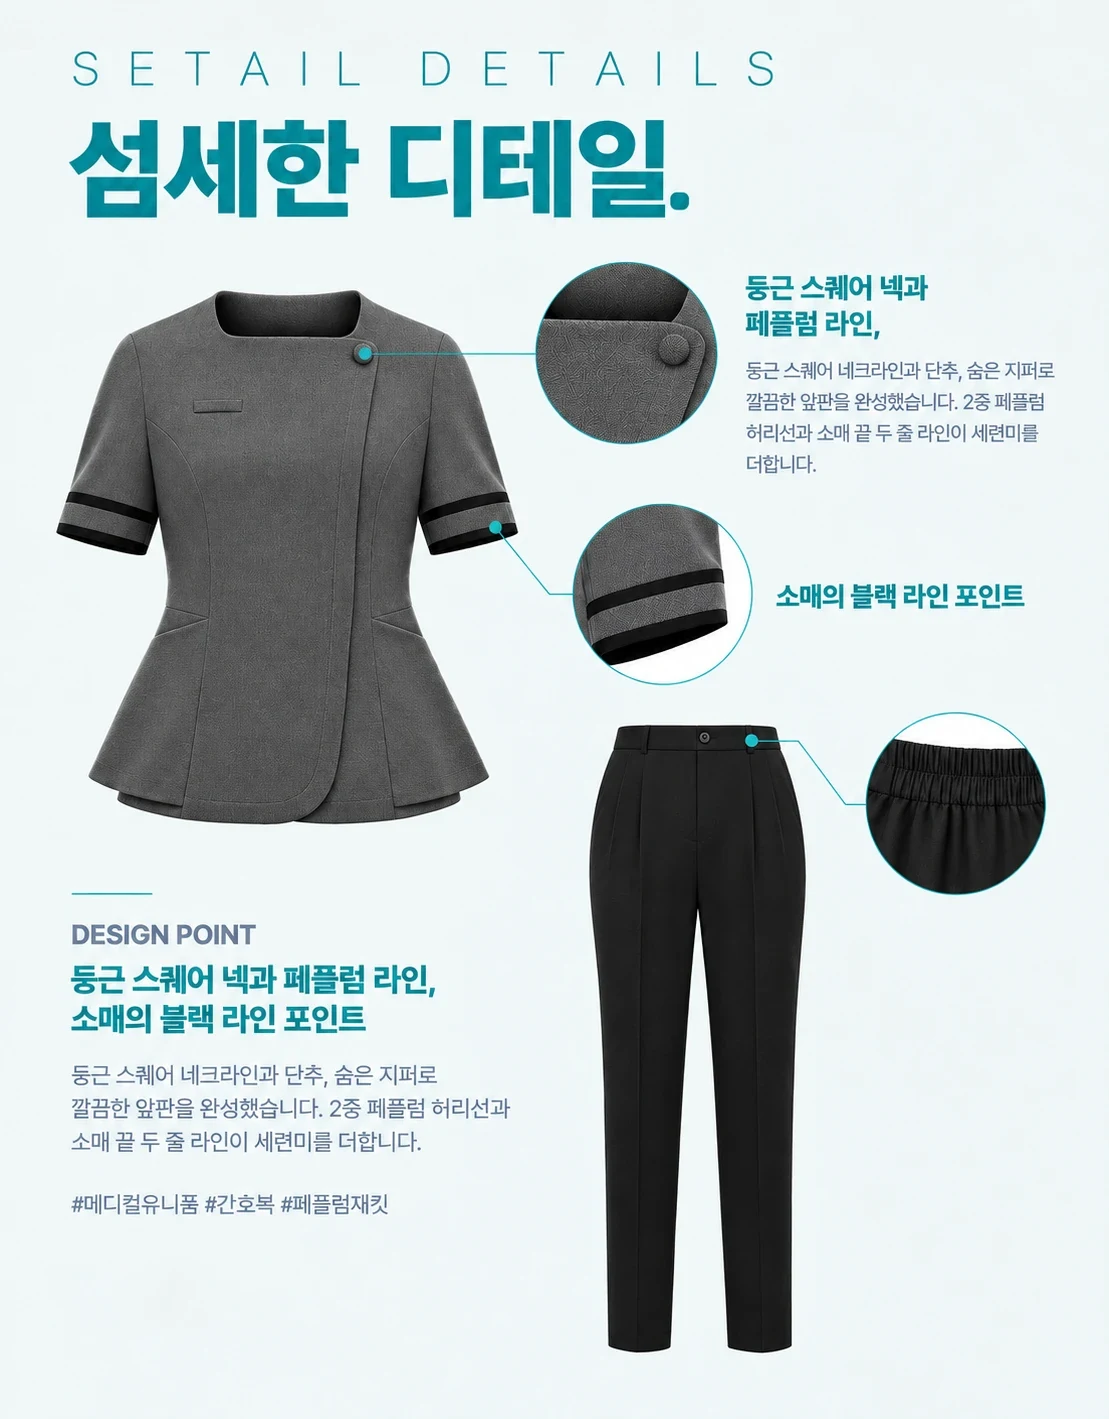 SETAIL DETAILS
섬세한 디테일.
둥근 스퀘어 넥과
페플럼 라인,
둥근 스퀘어 네크라인과 단추, 숨은 지퍼로
깔끔한 앞판을 완성했습니다. 2중 페플럼
허리선과 소매 끝 두 줄 라인이 세련미를
더합니다.
소매의 블랙 라인 포인트
DESIGN POINT
둥근 스퀘어 넥과 페플럼 라인,
소매의 블랙 라인 포인트
둥근 스퀘어 네크라인과 단추, 숨은 지퍼로
깔끔한 앞판을 완성했습니다. 2중 페플럼 허리선과
소매 끝 두 줄 라인이 세련미를 더합니다.
#메디컬유니폼 #간호복 #페플럼재킷